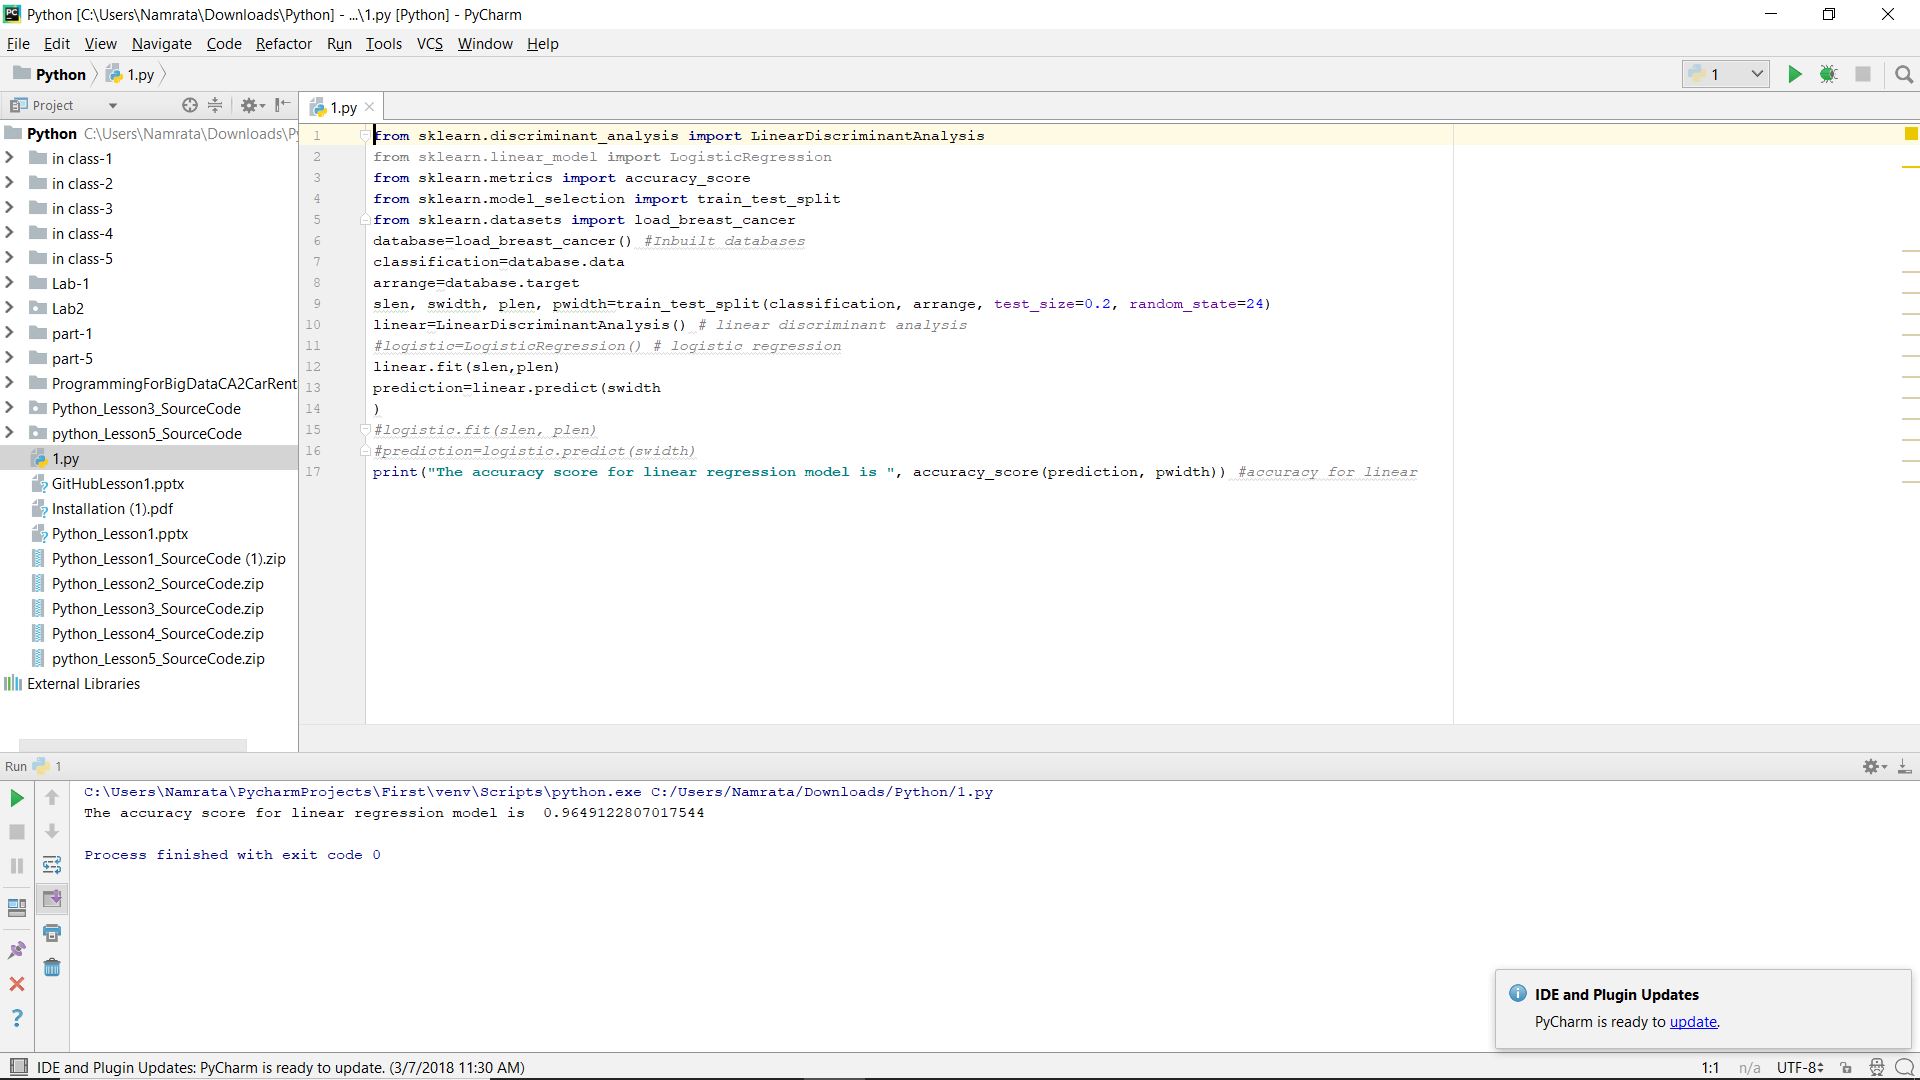 Python [C:\Users\Namrata\Downloads\Python] - ...\1.py [Python] - PyCharm
File Edit View Navigate Code Refactor Run Tools VCS Window Help
Python 1.py 1
Project
1.py
Python C:\Users\Namrata\Downloads\Py
in class-1
in class-2
in class-3
in class-4
in class-5
Lab-1
Lab2
part-1
part-5
ProgrammingForBigDataCA2CarRent
Python_Lesson3_SourceCode
python_Lesson5_SourceCode
1.py
GitHubLesson1.pptx
Installation (1).pdf
Python_Lesson1.pptx
Python_Lesson1_SourceCode (1).zip
Python_Lesson2_SourceCode.zip
Python_Lesson3_SourceCode.zip
Python_Lesson4_SourceCode.zip
python_Lesson5_SourceCode.zip
External Libraries
1 from sklearn.discriminant_analysis import LinearDiscriminantAnalysis
2 from sklearn.linear_model import LogisticRegression
3 from sklearn.metrics import accuracy_score
4 from sklearn.model_selection import train_test_split
5 from sklearn.datasets import load_breast_cancer
6 database=load_breast_cancer() #Inbuilt databases
7 classification=database.data
8 arrange=database.target
9 slen, swidth, plen, pwidth=train_test_split(classification, arrange, test_size=0.2, random_state=24)
10 linear=LinearDiscriminantAnalysis() # linear discriminant analysis
11 #logistic=LogisticRegression() # logistic regression
12 linear.fit(slen,plen)
13 prediction=linear.predict(swidth
14 )
15 #logistic.fit(slen, plen)
16 #prediction=logistic.predict(swidth)
17 print("The accuracy score for linear regression model is ", accuracy_score(prediction, pwidth)) #accuracy for linear
Run 1
C:\Users\Namrata\PycharmProjects\First\venv\Scripts\python.exe C:/Users/Namrata/Downloads/Python/1.py
The accuracy score for linear regression model is  0.9649122807017544
Process finished with exit code 0
IDE and Plugin Updates
PyCharm is ready to update.
IDE and Plugin Updates: PyCharm is ready to update. (3/7/2018 11:30 AM)
1:1 n/a UTF-8